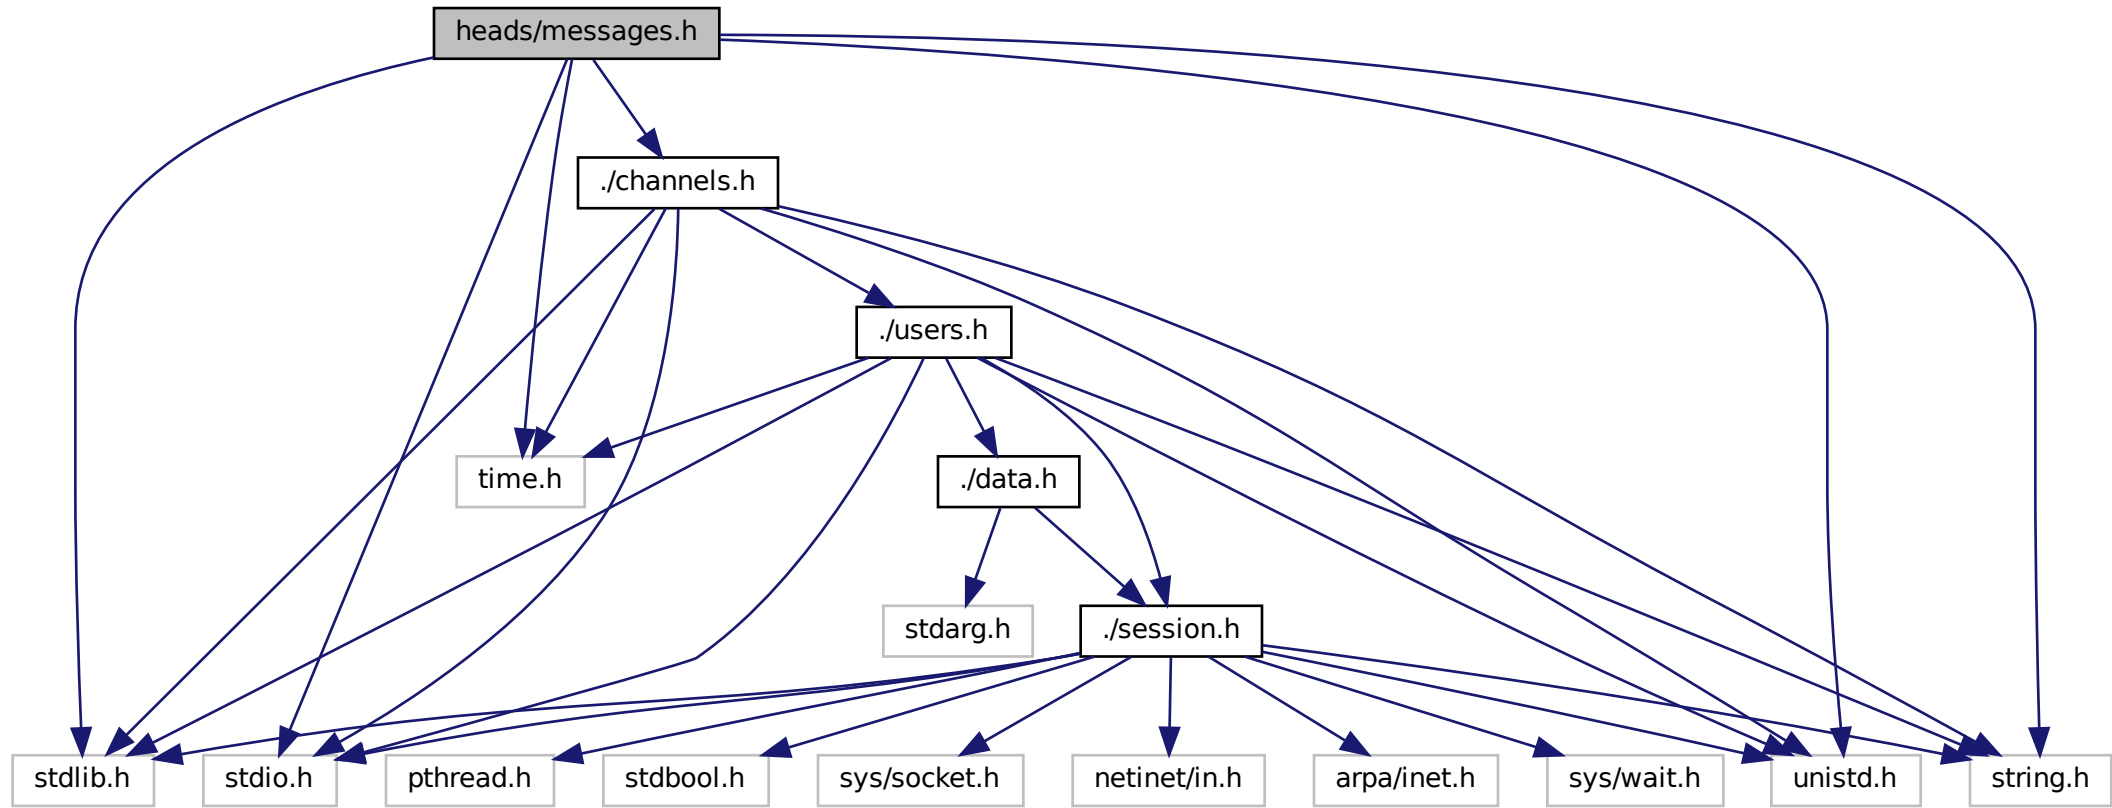 heads/messages.h
./channels.h
./users.h
time.h
./data.h
stdarg.h
./session.h
stdlib.h
stdio.h
pthread.h
stdbool.h
sys/socket.h
netinet/in.h
arpa/inet.h
sys/wait.h
unistd.h
string.h